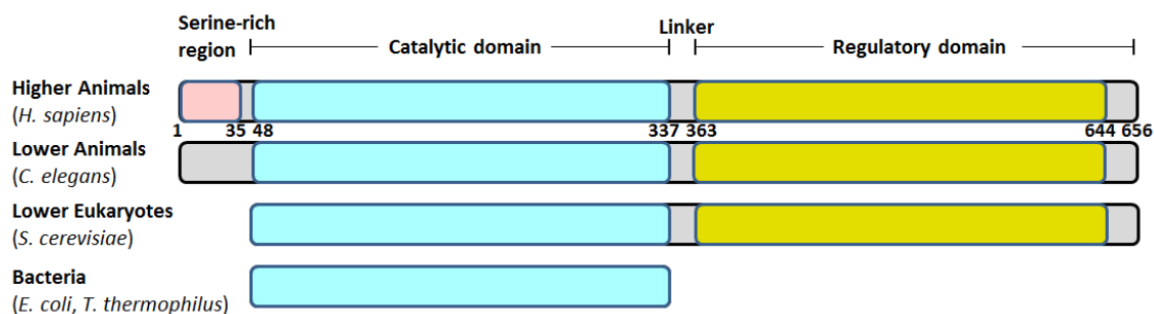 Serine-rich region
Catalytic domain
Linker
Regulatory domain
Higher Animals
(H. sapiens)
1 35 48 337 363 644 656
Lower Animals
(C. elegans)
Lower Eukaryotes
(S. cerevisiae)
Bacteria
(E. coli, T. thermophilus)